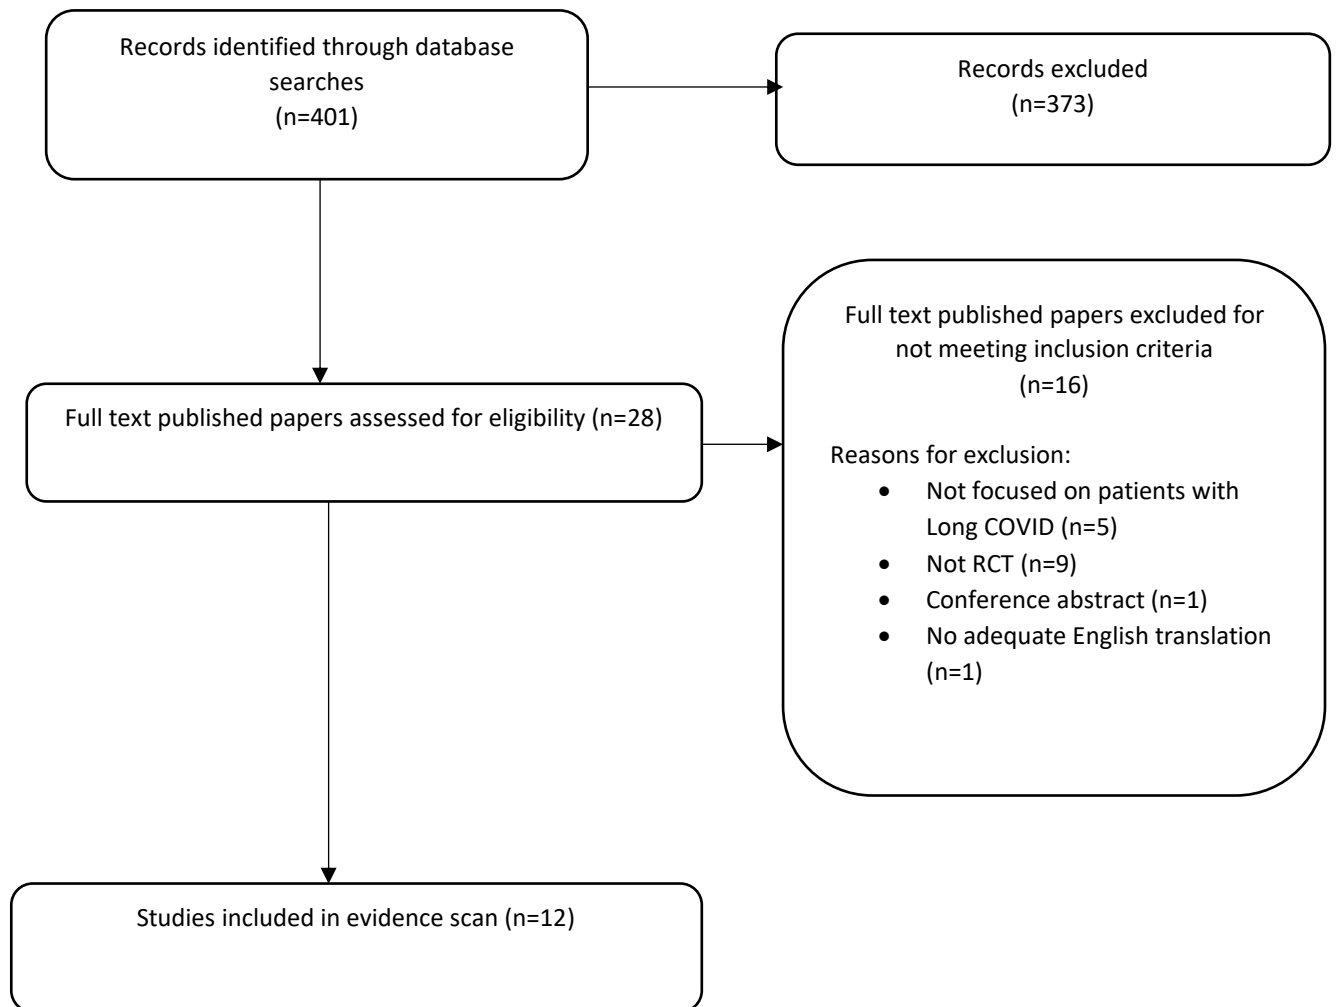 Records identified through database
searches
(n=401)
Records excluded
(n=373)
Full text published papers assessed for eligibility (n=28)
Full text published papers excluded for
not meeting inclusion criteria
(n=16)
Reasons for exclusion:
• Not focused on patients with
Long COVID (n=5)
• Not RCT (n=9)
• Conference abstract (n=1)
• No adequate English translation
(n=1)
Studies included in evidence scan (n=12)